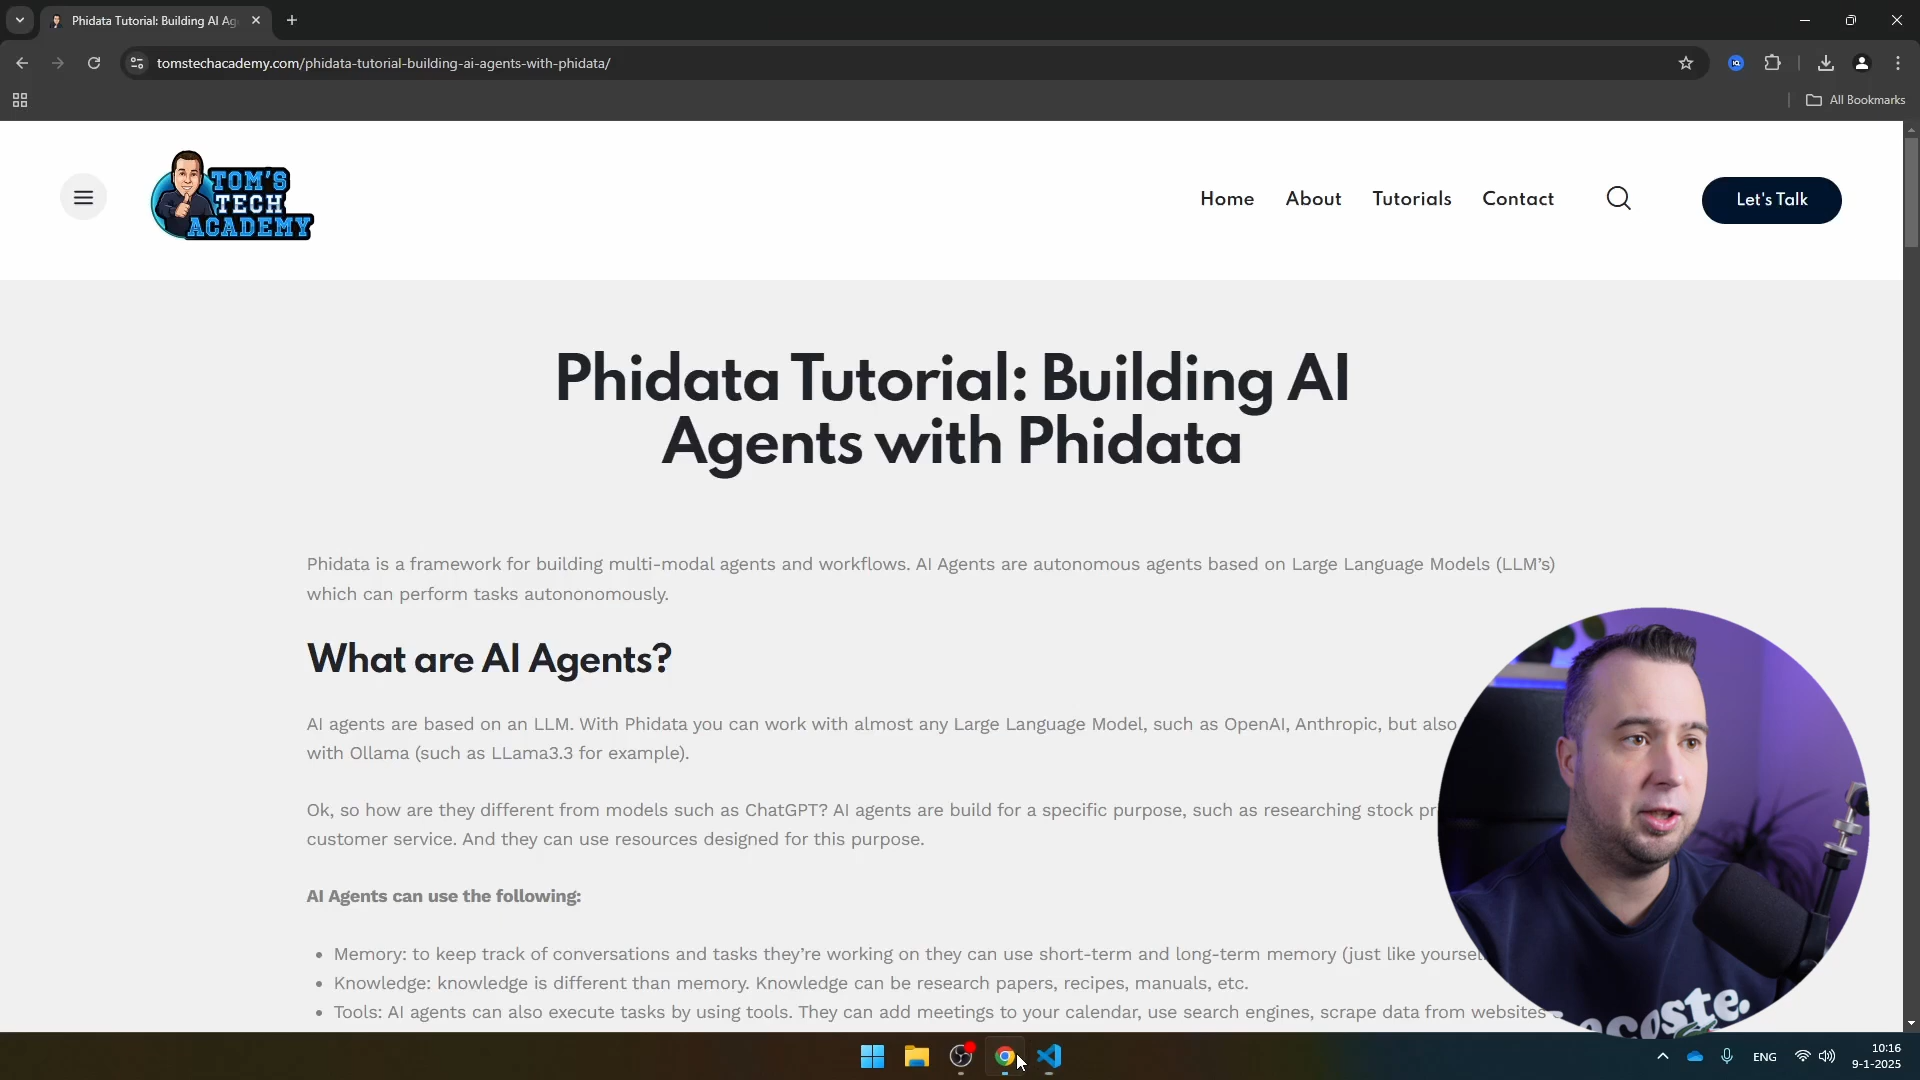 Phidata Tutorial: Building AI Ag
tomstechacademy.com/phidata-tutorial-building-ai-agents-with-phidata/
All Bookmarks
TOM'S
TECH
ACADEMY
Home
About
Tutorials
Contact
Let's Talk
Phidata Tutorial: Building AI
Agents with Phidata
Phidata is a framework for building multi-modal agents and workflows. AI Agents are autonomous agents based on Large Language Models (LLM's)
which can perform tasks autononomously.
What are AI Agents?
AI agents are based on an LLM. With Phidata you can work with almost any Large Language Model, such as OpenAI, Anthropic, but also
with Ollama (such as LLama3.3 for example).
Ok, so how are they different from models such as ChatGPT? AI agents are build for a specific purpose, such as researching stock pr
customer service. And they can use resources designed for this purpose.
AI Agents can use the following:
• Memory: to keep track of conversations and tasks they're working on they can use short-term and long-term memory (just like yoursel
• Knowledge: knowledge is different than memory. Knowledge can be research papers, recipes, manuals, etc.
• Tools: AI agents can also execute tasks by using tools. They can add meetings to your calendar, use search engines, scrape data from websites
acoste.
ENG
10:16
9-1-2025